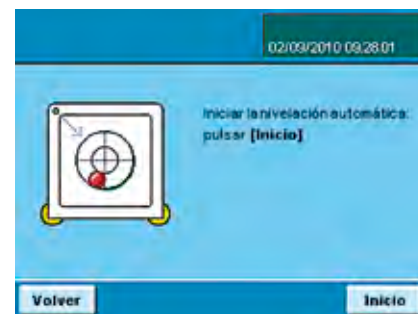 02/09/2010 09:28:01
Iniciar la nivelación automática:
pulsar [Inicio]
Volver
Inicio